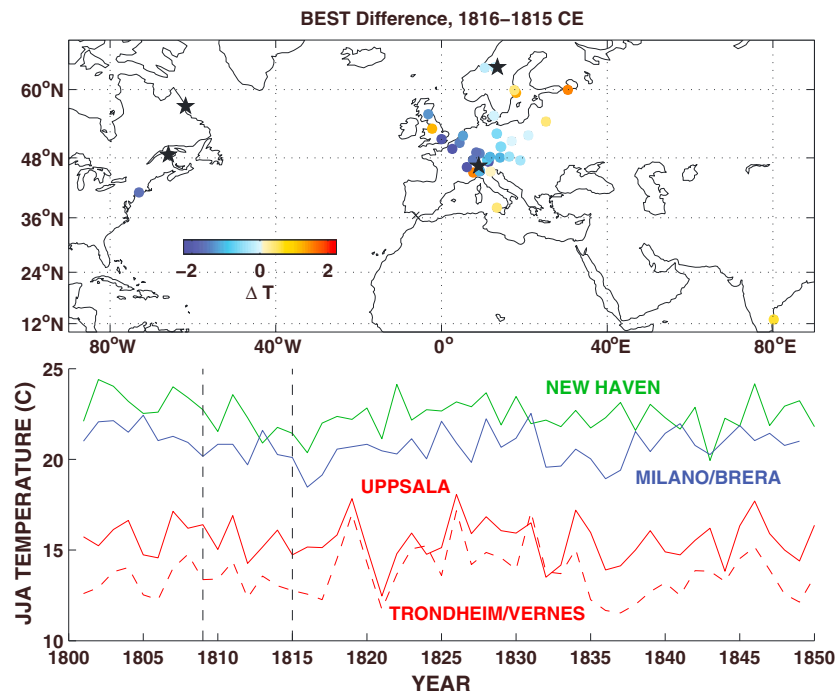 BEST Difference, 1816−1815 CE
60°N
48°N
36°N
24°N
12°N
−2 0 2
Δ T
80°W 40°W 0° 40°E 80°E
JJA TEMPERATURE (C)
25
20
15
10
NEW HAVEN
MILANO/BRERA
UPPSALA
TRONDHEIM/VERNES
1800 1805 1810 1815 1820 1825 1830 1835 1840 1845 1850
YEAR